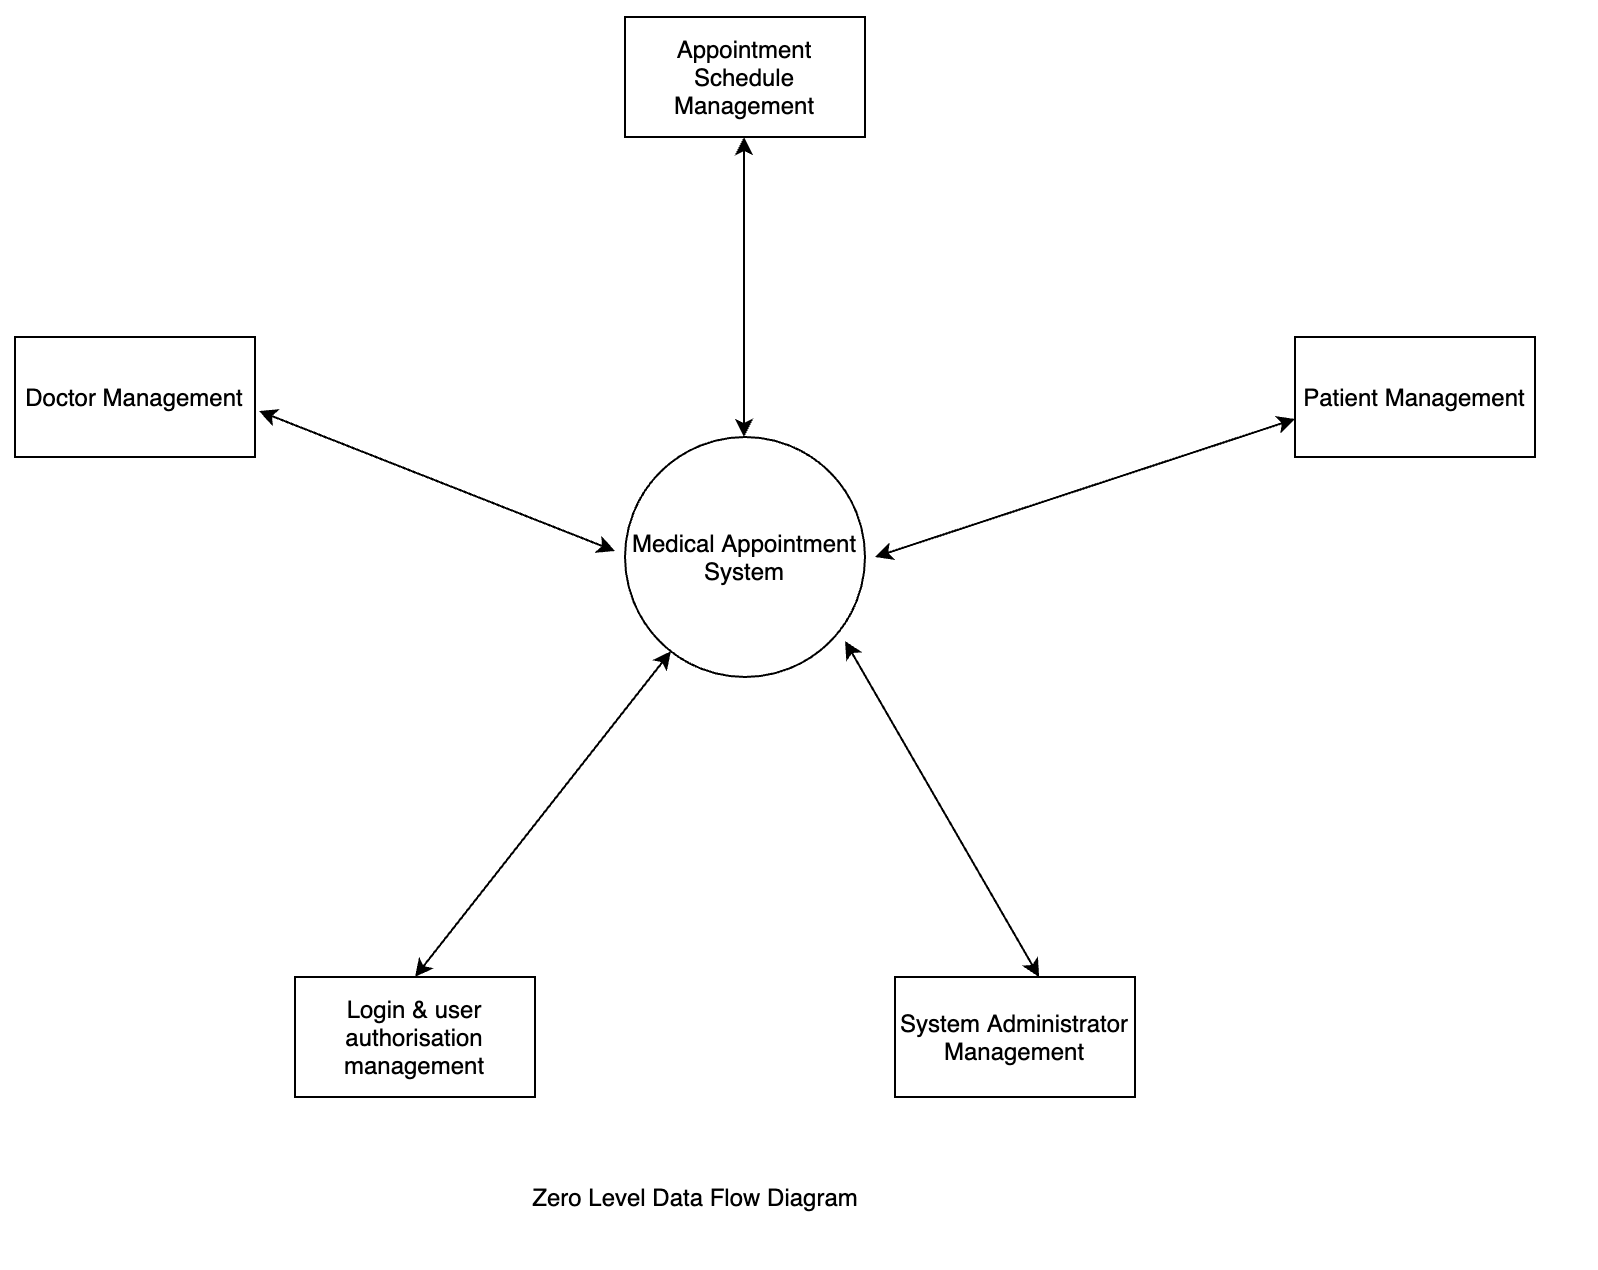 Appointment
Schedule
Management
Doctor Management
Patient Management
Medical Appointment
System
Login & user
authorisation
management
System Administrator
Management
Zero Level Data Flow Diagram